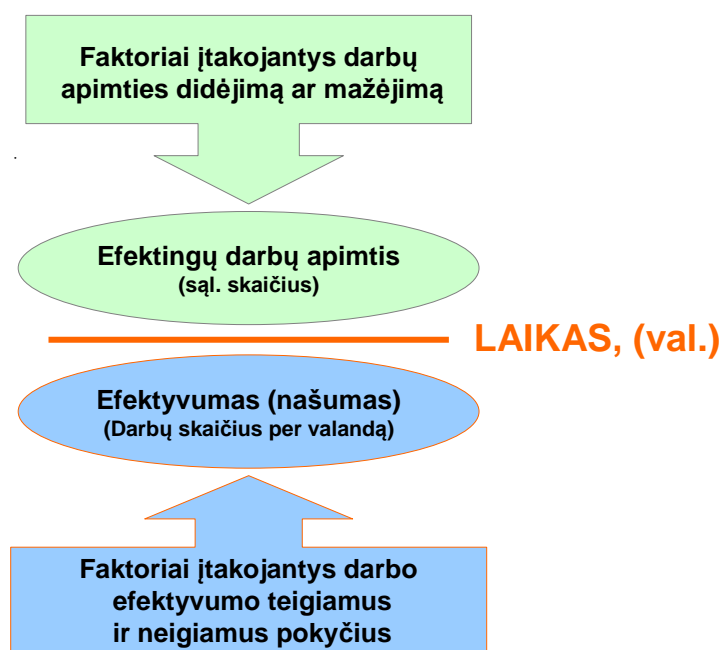 Faktoriai įtakojantys darbų
apimties didėjimą ar mažėjimą
.
Efektingų darbų apimtis
(sąl. skaičius)
LAIKAS, (val.)
Efektyvumas (našumas)
(Darbų skaičius per valandą)
Faktoriai įtakojantys darbo
efektyvumo teigiamus
ir neigiamus pokyčius